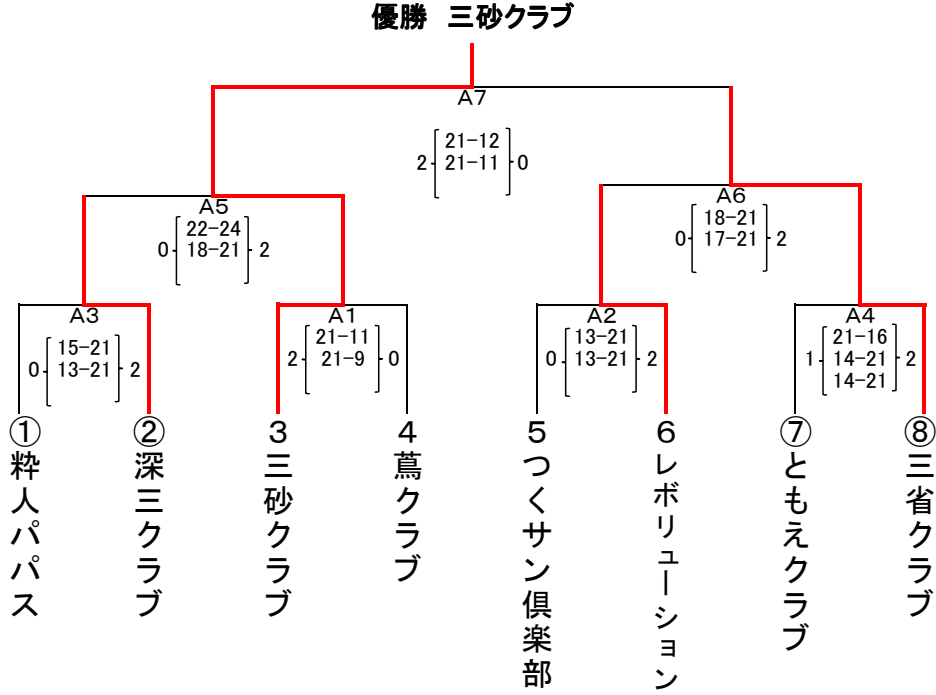 優勝 三砂クラブ
A7
2 21-12 0
21-11
A5
0 22-24 2
18-21
A6
0 18-21 2
17-21
A3
0 15-21 2
13-21
A1
2 21-11 0
21-9
A2
0 13-21 2
13-21
A4
1 21-16 2
14-21
14-21
①粋人パパス
②深三クラブ
3三砂クラブ
4蔦クラブ
5つくサン倶楽部
6レボリューション
⑦ともえクラブ
⑧三省クラブ